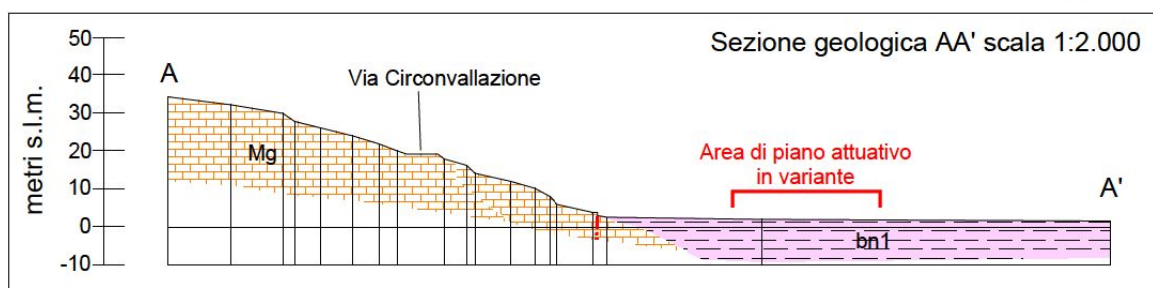 Sezione geologica AA' scala 1:2.000
metri s.l.m.
50
40
30
20
10
0
-10
A
Via Circonvallazione
Mg
Area di piano attuativo
in variante
A'
bn1